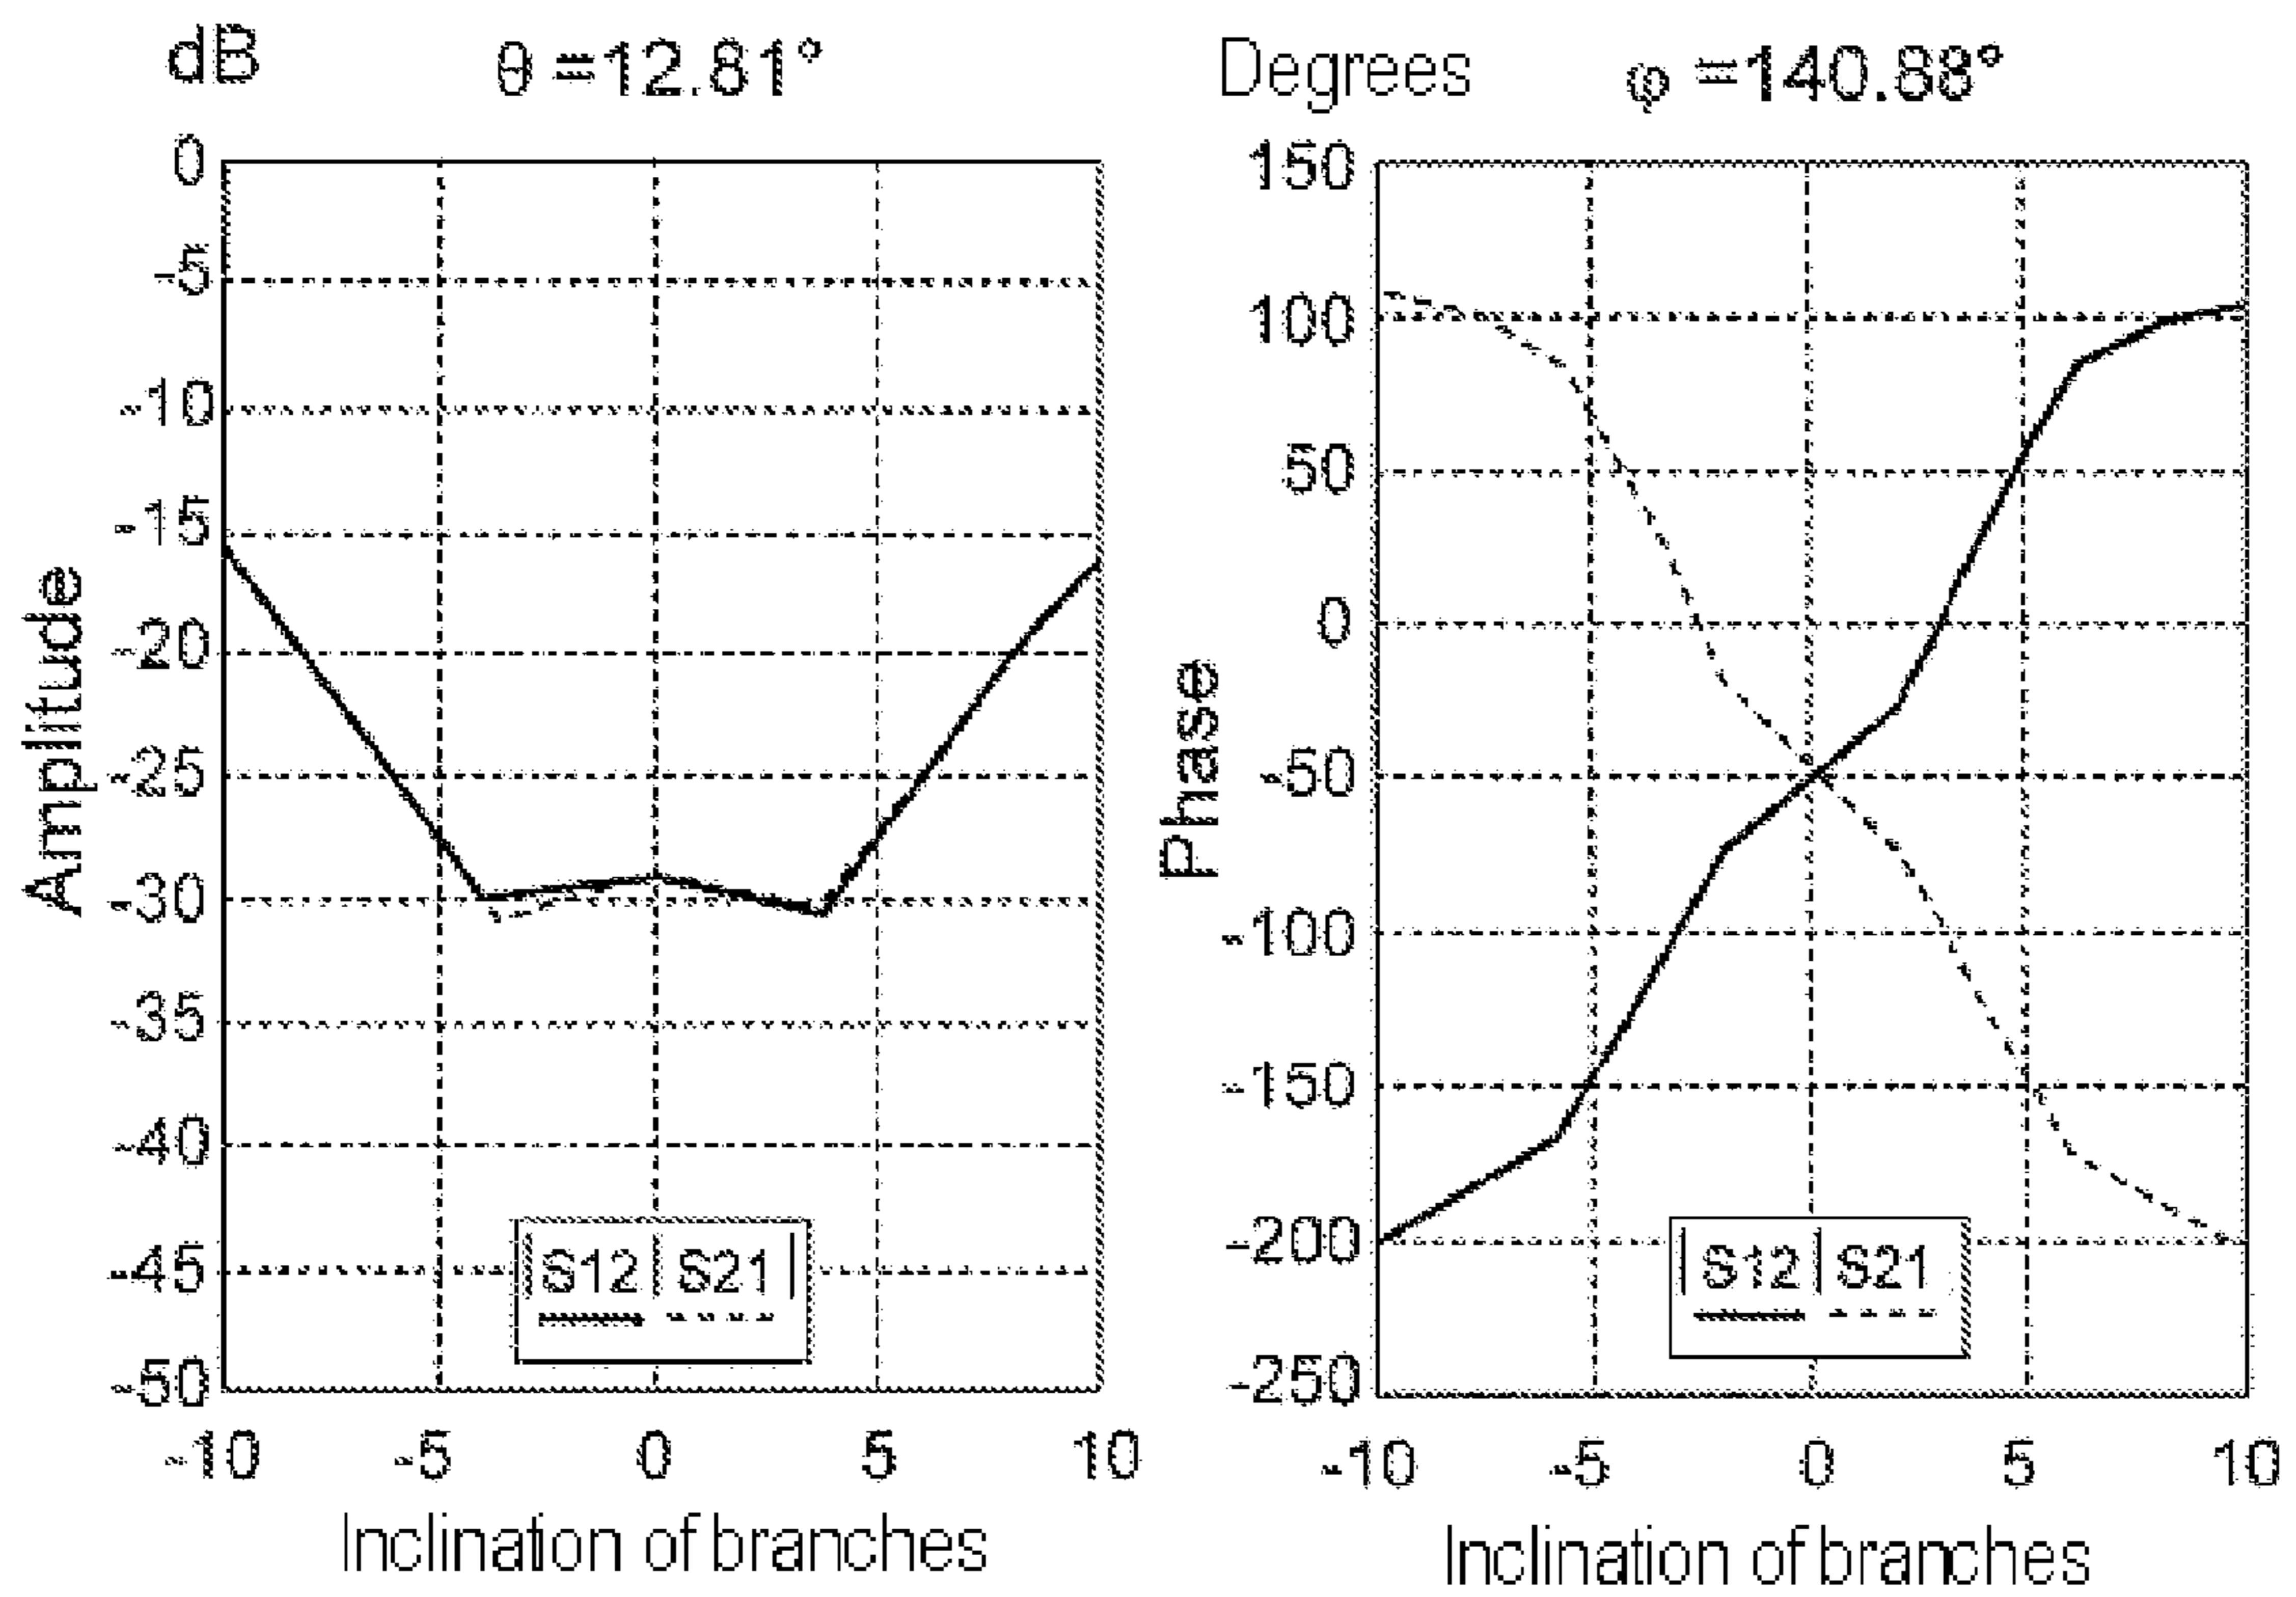 dB
θ =12.81°
0
-5
-10
-15
-20
-25
-30
-35
-40
-45
-50
Amplitude
|S12|S21|
-10 -5 0 5 10
Inclination of branches
Degrees
φ =140.88°
150
100
50
0
-50
-100
-150
-200
-250
Phase
|S12|S21|
-10 -5 0 5 10
Inclination of branches